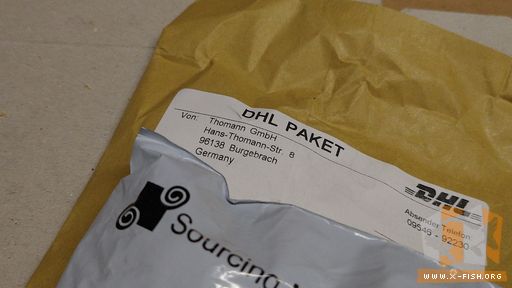 DHL PAKET
Von: Thomann GmbH
Hans-Thomann-Str. 8
96138 Burgebrach
Germany
DHL
Absender Telefon
09546 - 92230
Sourcing
www.x-fish.org